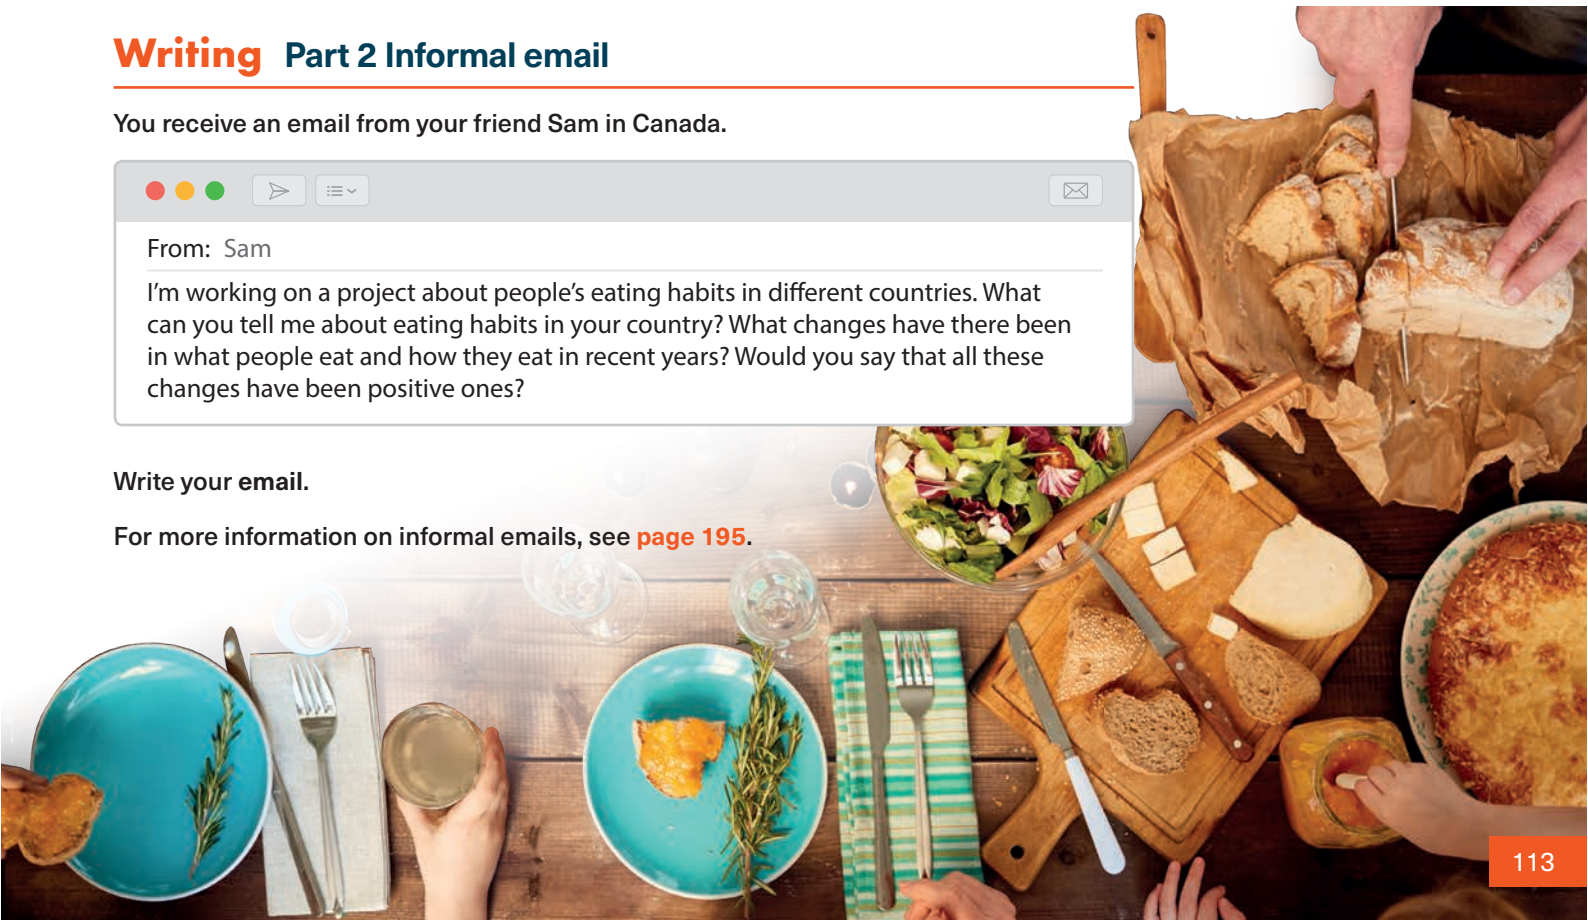 Writing Part 2 Informal email
You receive an email from your friend Sam in Canada.
From: Sam
I'm working on a project about people's eating habits in different countries. What
can you tell me about eating habits in your country? What changes have there been
in what people eat and how they eat in recent years? Would you say that all these
changes have been positive ones?
Write your email.
For more information on informal emails, see page 195.
113